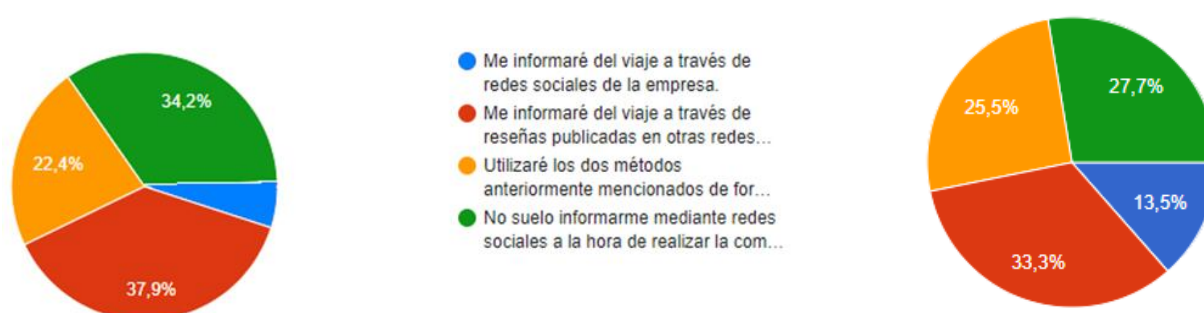 34,2%
22,4%
37,9%
Me informaré del viaje a través de
redes sociales de la empresa.
Me informaré del viaje a través de
reseñas publicadas en otras redes...
Utilizaré los dos métodos
anteriormente mencionados de for...
No suelo informarme mediante redes
sociales a la hora de realizar la com...
27,7%
25,5%
13,5%
33,3%